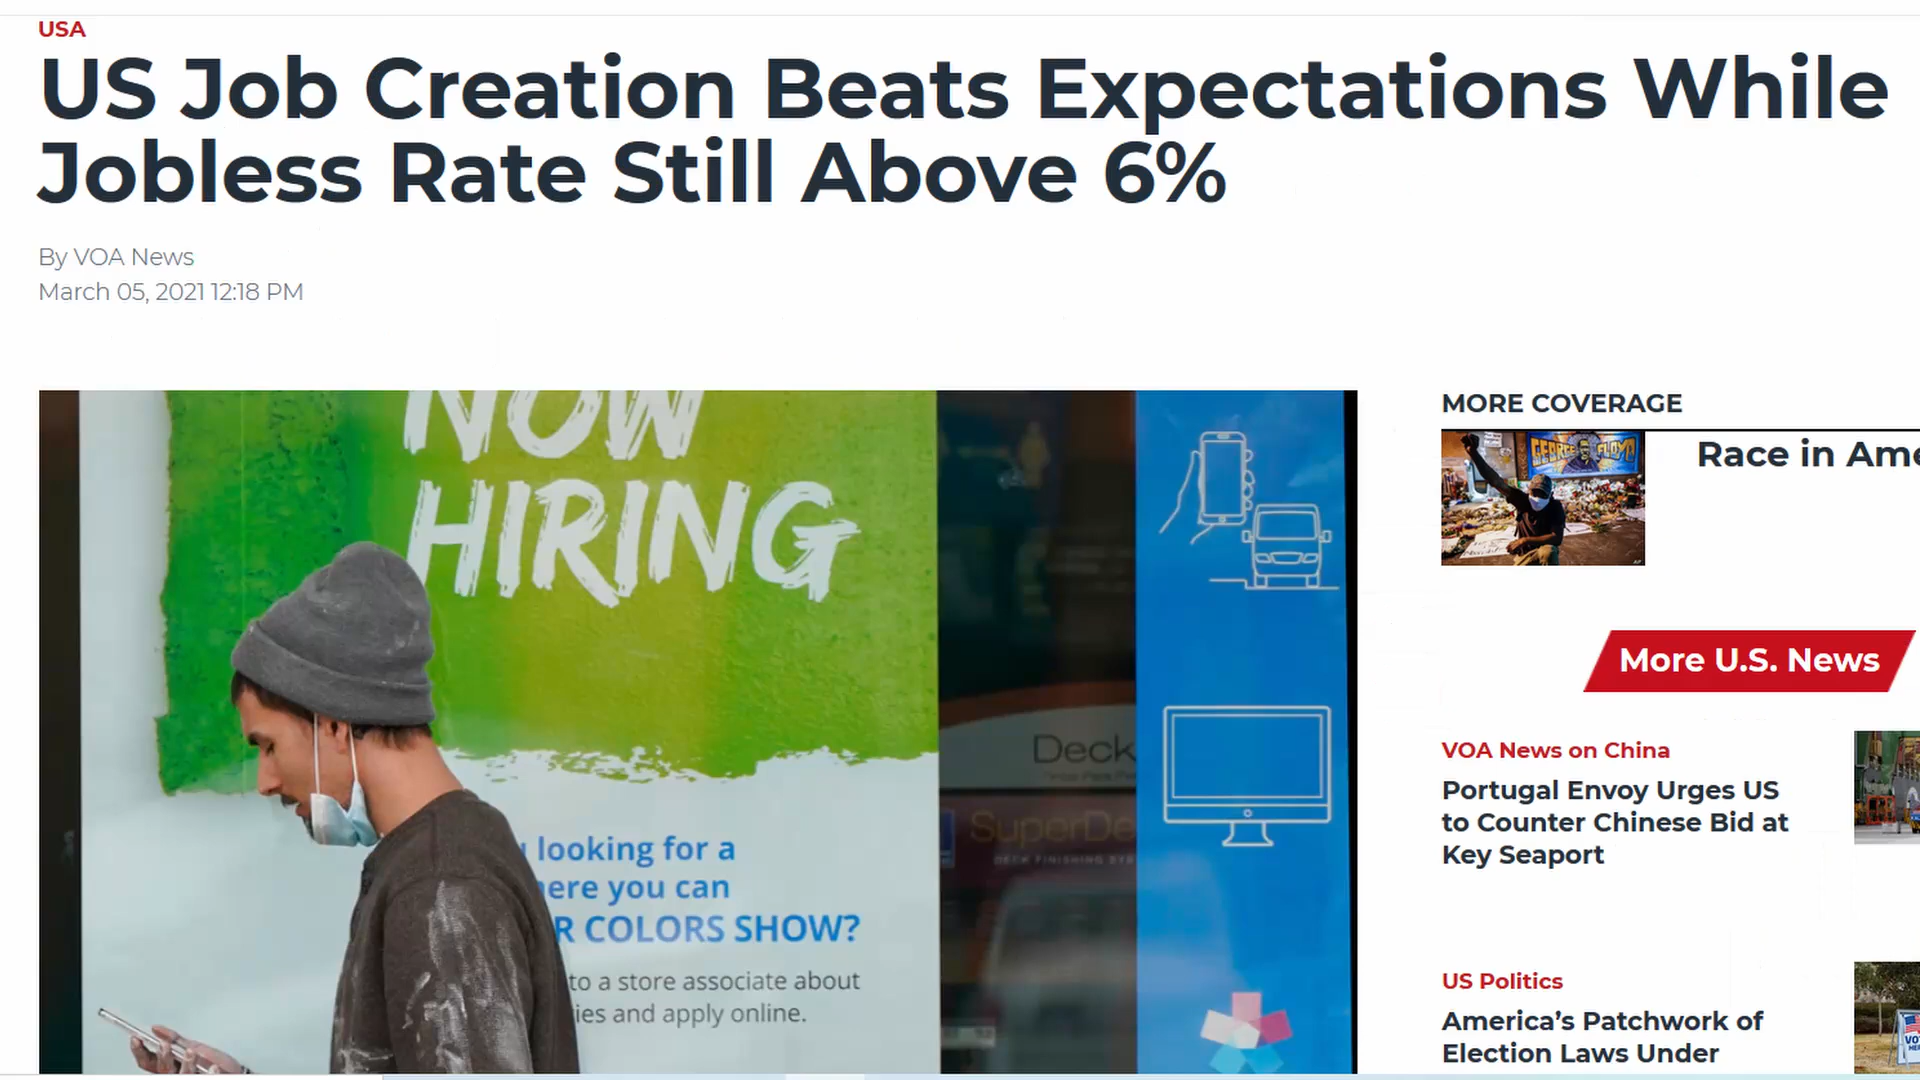 USA
US Job Creation Beats Expectations While
Jobless Rate Still Above 6%
By VOA News
March 05, 2021 12:18 PM
NOW
HIRING
looking for a
you can
COLORS SHOW?
to a store associate about
and apply online.
Deck
MORE COVERAGE
GEORGE FLOYD
Race in
More U.S. News
VOA News on China
Portugal Envoy Urges US
to Counter Chinese Bid at
Key Seaport
US Politics
America’s Patchwork of
Election Laws Under